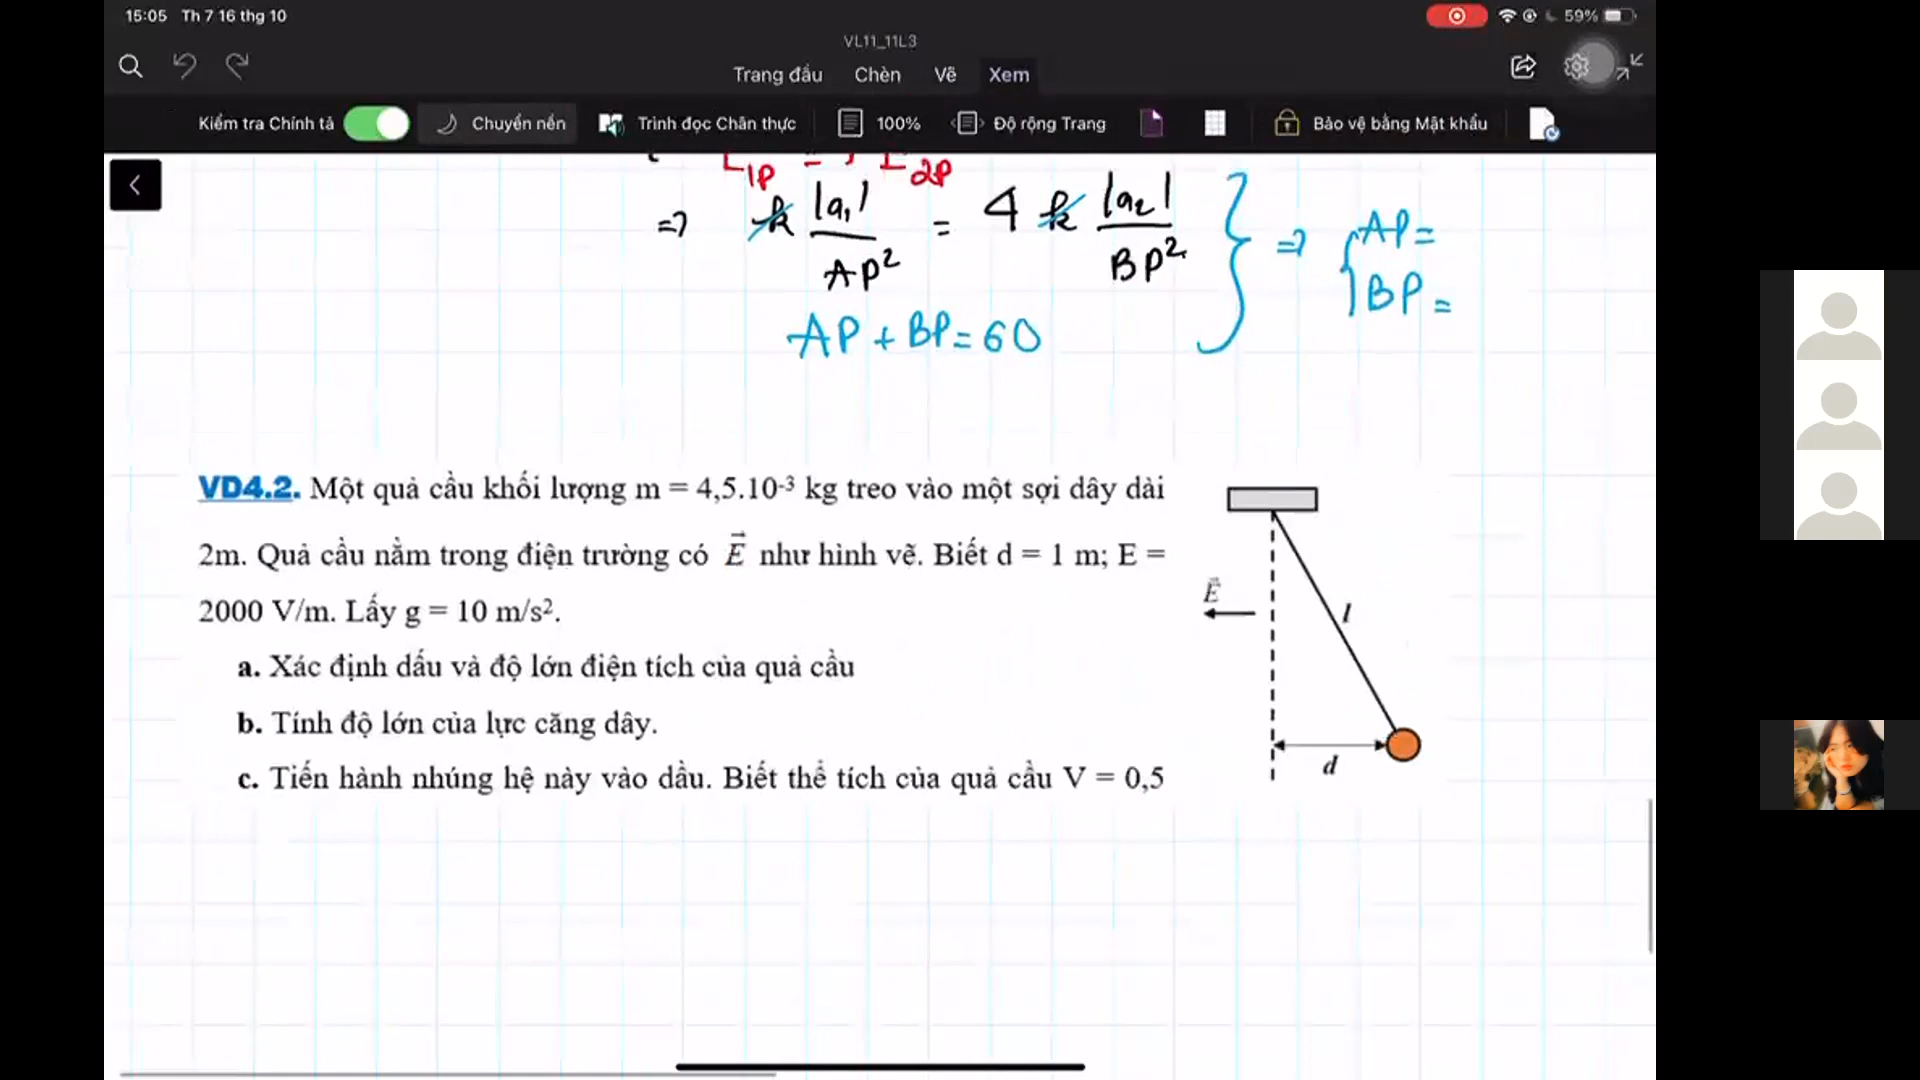 15:05 Th 7 16 thg 10
59%
VL11_11L3
Trang đầu Chèn Vẽ Xem
Kiểm tra Chính tả Chuyển nền Trình đọc Chân thực 100% Độ rộng Trang Bảo vệ bằng Mật khẩu
E1P = 4 E2P
=> k |q1| / AP² = 4 k |q2| / BP² } => { AP =
BP =
AP + BP = 60
VD4.2. Một quả cầu khối lượng m = 4,5.10⁻³ kg treo vào một sợi dây dài
2m. Quả cầu nằm trong điện trường có E⃗ như hình vẽ. Biết d = 1 m; E =
2000 V/m. Lấy g = 10 m/s².
a. Xác định dấu và độ lớn điện tích của quả cầu
b. Tính độ lớn của lực căng dây.
c. Tiến hành nhúng hệ này vào dầu. Biết thể tích của quả cầu V = 0,5
E⃗
l
d